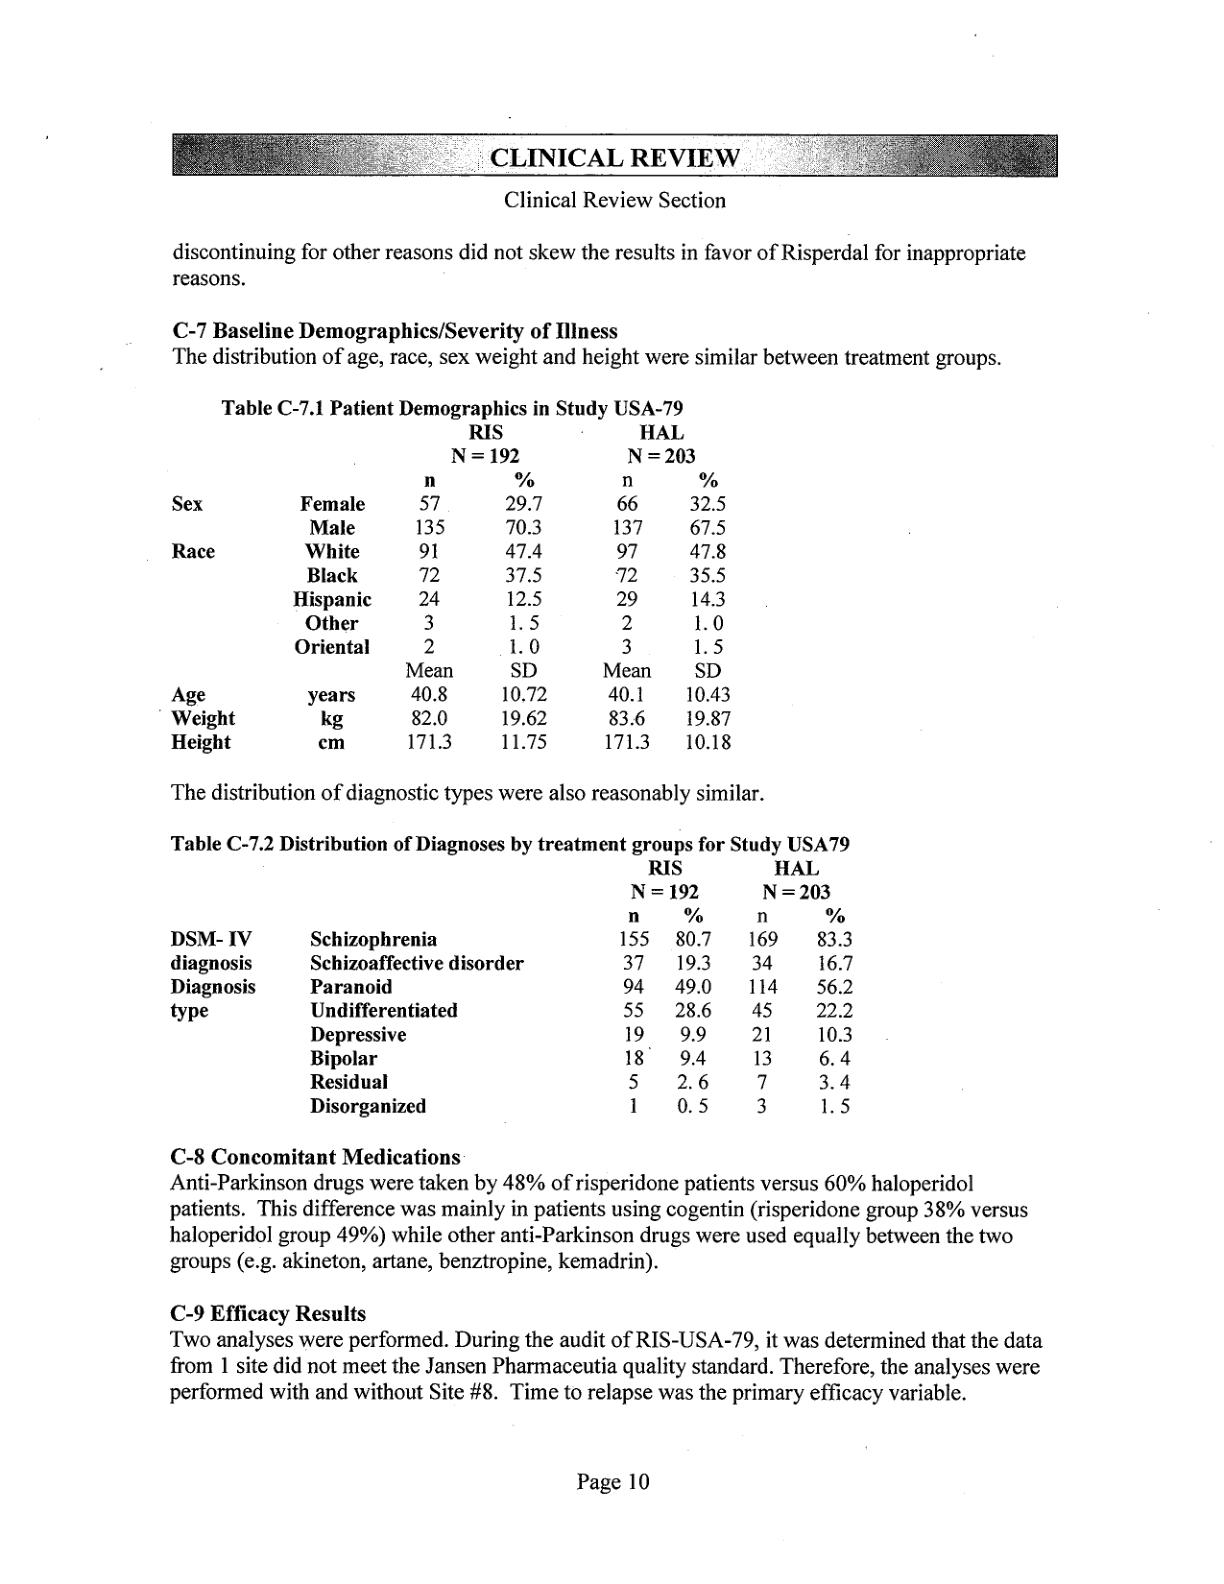 CLINICAL REVIEW
Clinical Review Section
discontinuing for other reasons did not skew the results in favor of Risperdal for inappropriate
reasons.
C-7 Baseline Demographics/Severity of Illness
The distribution of age, race, sex weight and height were similar between treatment groups.
Table C-7.1 Patient Demographics in Study USA-79
RIS HAL
N = 192 N = 203
n % n %
Sex Female 57 29.7 66 32.5
Male 135 70.3 137 67.5
Race White 91 47.4 97 47.8
Black 72 37.5 72 35.5
Hispanic 24 12.5 29 14.3
Other 3 1. 5 2 1. 0
Oriental 2 1. 0 3 1. 5
Mean SD Mean SD
Age years 40.8 10.72 40.1 10.43
Weight kg 82.0 19.62 83.6 19.87
Height cm 171.3 11.75 171.3 10.18
The distribution of diagnostic types were also reasonably similar.
Table C-7.2 Distribution of Diagnoses by treatment groups for Study USA79
RIS HAL
N = 192 N = 203
n % n %
DSM- IV Schizophrenia 155 80.7 169 83.3
diagnosis Schizoaffective disorder 37 19.3 34 16.7
Diagnosis Paranoid 94 49.0 114 56.2
type Undifferentiated 55 28.6 45 22.2
Depressive 19 9.9 21 10.3
Bipolar 18 9.4 13 6. 4
Residual 5 2. 6 7 3. 4
Disorganized 1 0. 5 3 1. 5
C-8 Concomitant Medications
Anti-Parkinson drugs were taken by 48% of risperidone patients versus 60% haloperidol
patients. This difference was mainly in patients using cogentin (risperidone group 38% versus
haloperidol group 49%) while other anti-Parkinson drugs were used equally between the two
groups (e.g. akineton, artane, benztropine, kemadrin).
C-9 Efficacy Results
Two analyses were performed. During the audit of RIS-USA-79, it was determined that the data
from 1 site did not meet the Jansen Pharmaceutia quality standard. Therefore, the analyses were
performed with and without Site #8. Time to relapse was the primary efficacy variable.
Page 10